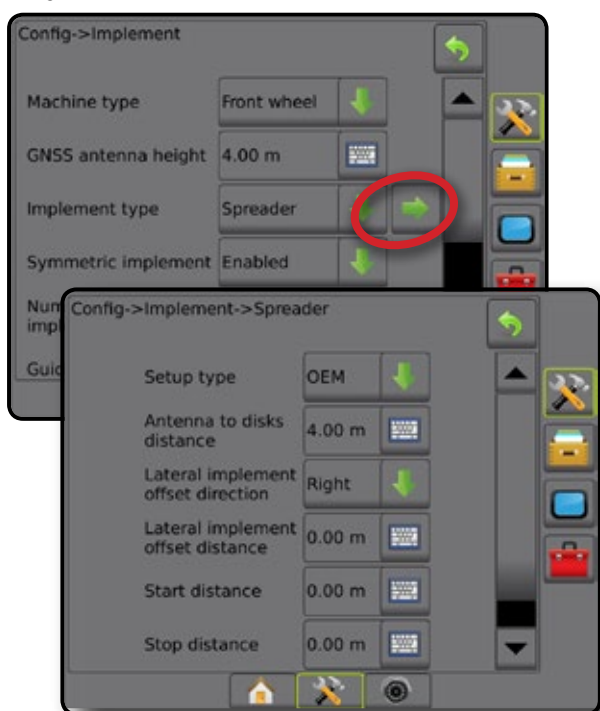 Config->Implement
Machine type Front wheel
GNSS antenna height 4.00 m
Implement type Spreader
Symmetric implement Enabled
Config->Implement->Spreader
Setup type OEM
Antenna to disks
distance 4.00 m
Lateral implement
offset direction Right
Lateral implement
offset distance 0.00 m
Start distance 0.00 m
Stop distance 0.00 m